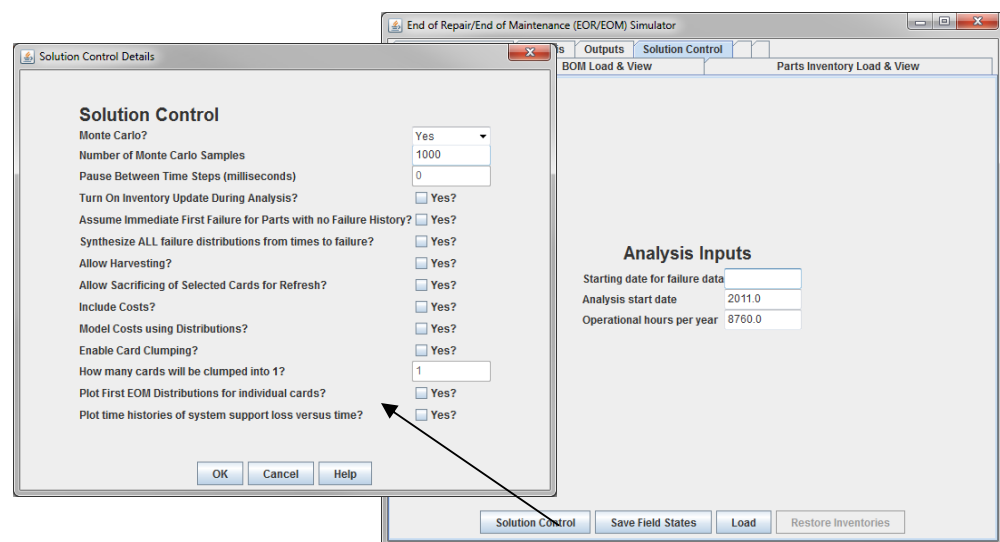 End of Repair/End of Maintenance (EOR/EOM) Simulator
Outputs Solution Control
BOM Load & View Parts Inventory Load & View
Solution Control Details
Solution Control
Monte Carlo? Yes
Number of Monte Carlo Samples 1000
Pause Between Time Steps (milliseconds) 0
Turn On Inventory Update During Analysis? Yes?
Assume Immediate First Failure for Parts with no Failure History? Yes?
Synthesize ALL failure distributions from times to failure? Yes?
Allow Harvesting? Yes?
Allow Sacrificing of Selected Cards for Refresh? Yes?
Include Costs? Yes?
Model Costs using Distributions? Yes?
Enable Card Clumping? Yes?
How many cards will be clumped into 1? 1
Plot First EOM Distributions for individual cards? Yes?
Plot time histories of system support loss versus time? Yes?
OK Cancel Help
Analysis Inputs
Starting date for failure data
Analysis start date 2011.0
Operational hours per year 8760.0
Solution Control Save Field States Load Restore Inventories